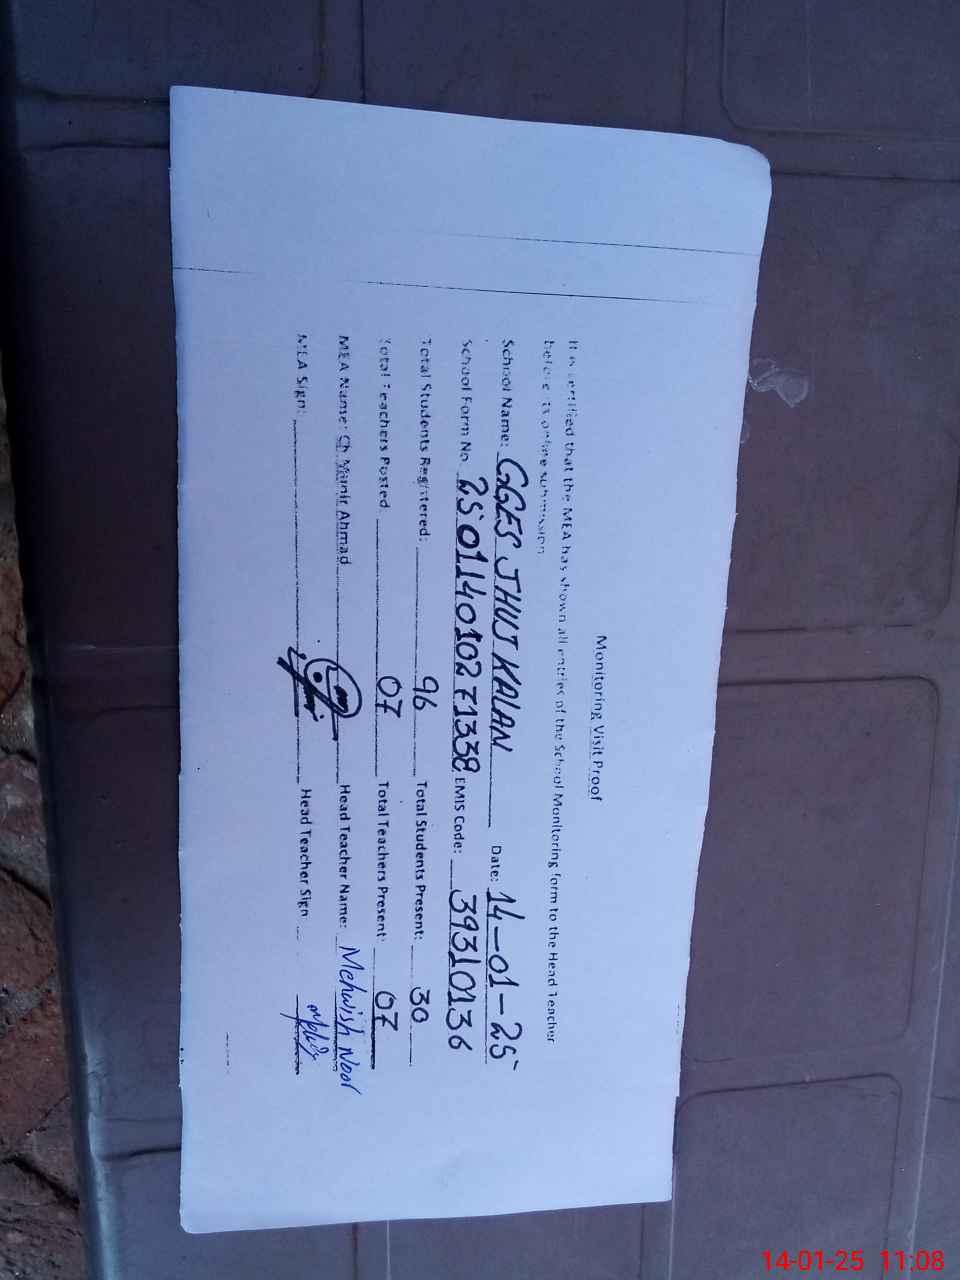 Monitoring Visit Proof
It is certified that the MEA has shown all entries of the School Monitoring form to the Head Teacher
before its online submission
School Name: GGES JHUJ KALAN Date: 14-01-25
School Form No. 250114010271338 EMIS Code: 39310136
Total Students Registered: 96 Total Students Present: 30
Total Teachers Posted: 07 Total Teachers Present: 07
MEA Name: Ch Munir Ahmad Head Teacher Name: Mehwish Noor
MEA Sign: Head Teacher Sign
14-01-25 11:08